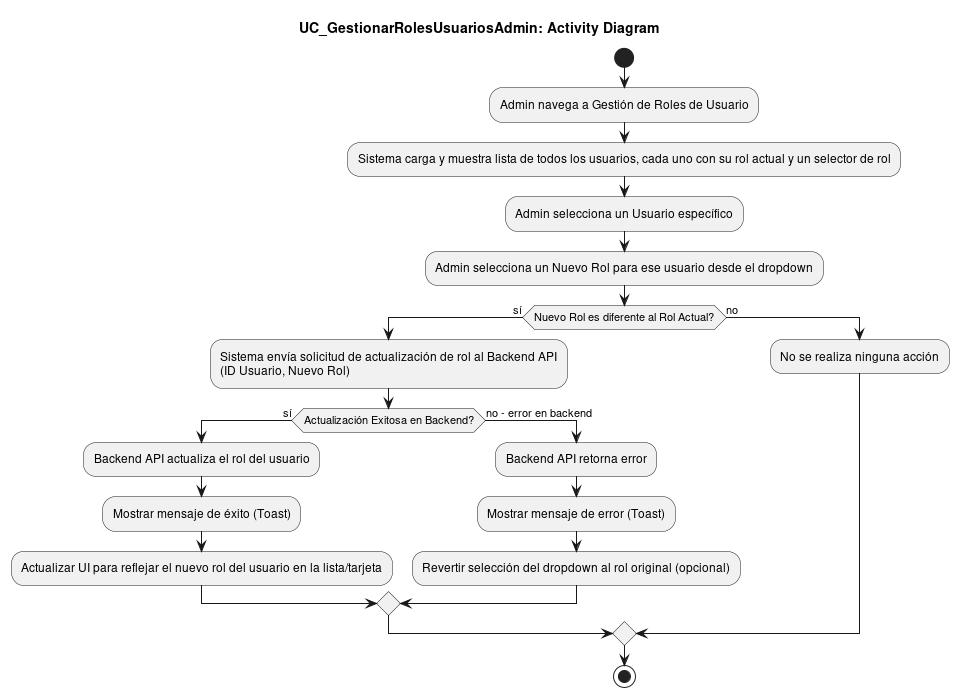 UC_GestionarRolesUsuariosAdmin: Activity Diagram
Admin navega a Gestión de Roles de Usuario
Sistema carga y muestra lista de todos los usuarios, cada uno con su rol actual y un selector de rol
Admin selecciona un Usuario específico
Admin selecciona un Nuevo Rol para ese usuario desde el dropdown
sí
Nuevo Rol es diferente al Rol Actual?
no
Sistema envía solicitud de actualización de rol al Backend API
(ID Usuario, Nuevo Rol)
No se realiza ninguna acción
sí
Actualización Exitosa en Backend?
no - error en backend
Backend API actualiza el rol del usuario
Backend API retorna error
Mostrar mensaje de éxito (Toast)
Mostrar mensaje de error (Toast)
Actualizar UI para reflejar el nuevo rol del usuario en la lista/tarjeta
Revertir selección del dropdown al rol original (opcional)